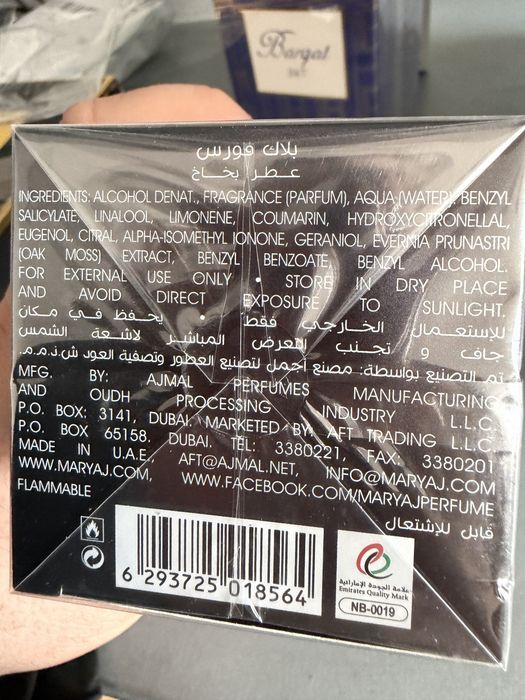 Bargat
بلاك فورس
عطر بخاخ
INGREDIENTS: ALCOHOL DENAT., FRAGRANCE (PARFUM), AQUA (WATER), BENZYL
SALICYLATE, LINALOOL, LIMONENE, COUMARIN, HYDROXYCITRONELLAL,
EUGENOL, CITRAL, ALPHA-ISOMETHYL IONONE, GERANIOL, EVERNIA PRUNASTRI
(OAK MOSS) EXTRACT, BENZYL BENZOATE, BENZYL ALCOHOL.
FOR EXTERNAL USE ONLY • STORE IN DRY PLACE
AND AVOID DIRECT EXPOSURE TO SUNLIGHT.
للإستعمال الخارجي فقط • يحفظ في مكان
جاف و تجنب التعرض المباشر لاشعة الشمس
تم التصنيع بواسطة: مصنع أجمل لتصنيع العطور وتصفية العود ش.ذ.م.م.
MFG. BY: AJMAL PERFUMES MANUFACTURING
AND OUDH PROCESSING INDUSTRY L.L.C.
P.O. BOX: 3141, DUBAI. MARKETED BY: AFT TRADING L.L.C.
P.O. BOX 65158. DUBAI. TEL: 3380221, FAX: 3380201
MADE IN U.A.E. AFT@AJMAL.NET, INFO@MARYAJ.COM
WWW.MARYAJ.COM, WWW.FACEBOOK.COM/MARYAJPERFUME
FLAMMABLE
قابل للإشتعال
6 293725 018564
علامة الجودة الإماراتية
Emirates Quality Mark
NB-0019